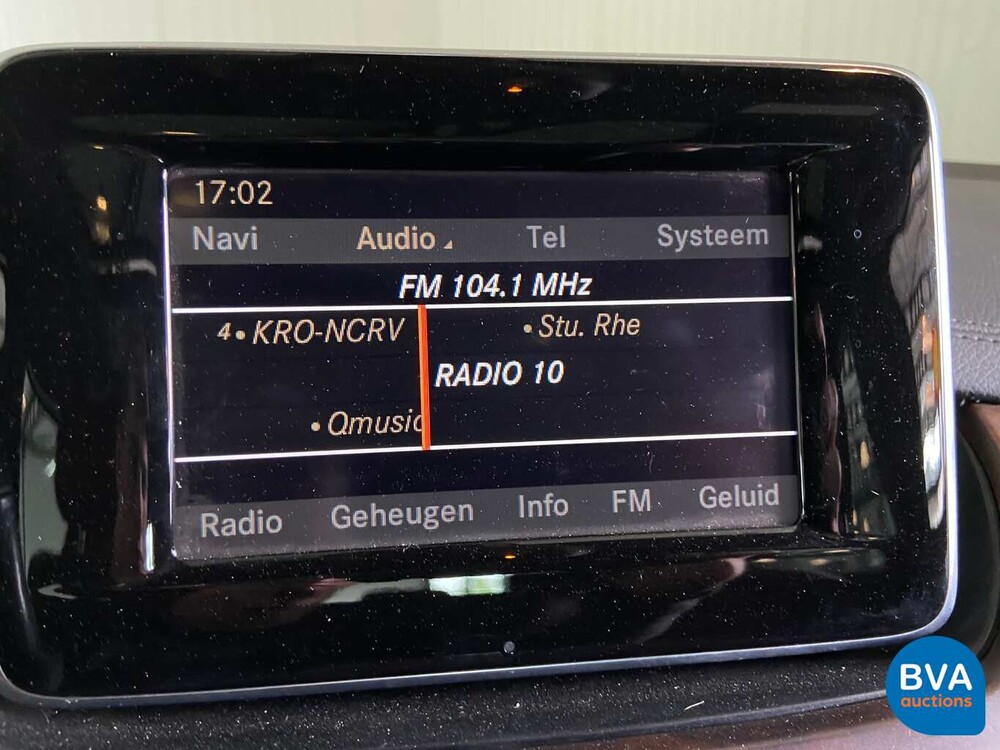 17:02
Navi Audio Tel Systeem
FM 104.1 MHz
4 • KRO-NCRV • Stu. Rhe
RADIO 10
• Qmusic
Radio Geheugen Info FM Geluid
BVA
auctions